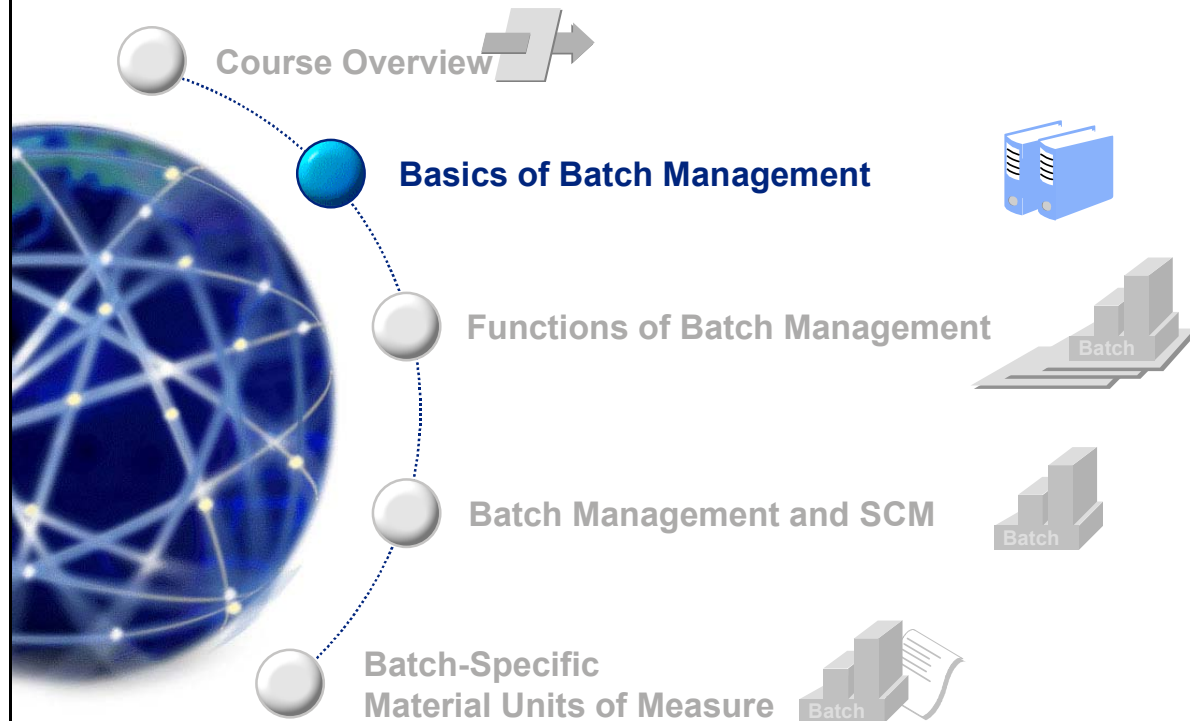 Course Overview
Basics of Batch Management
Functions of Batch Management
Batch
Batch Management and SCM
Batch
Batch-Specific
Material Units of Measure
Batch